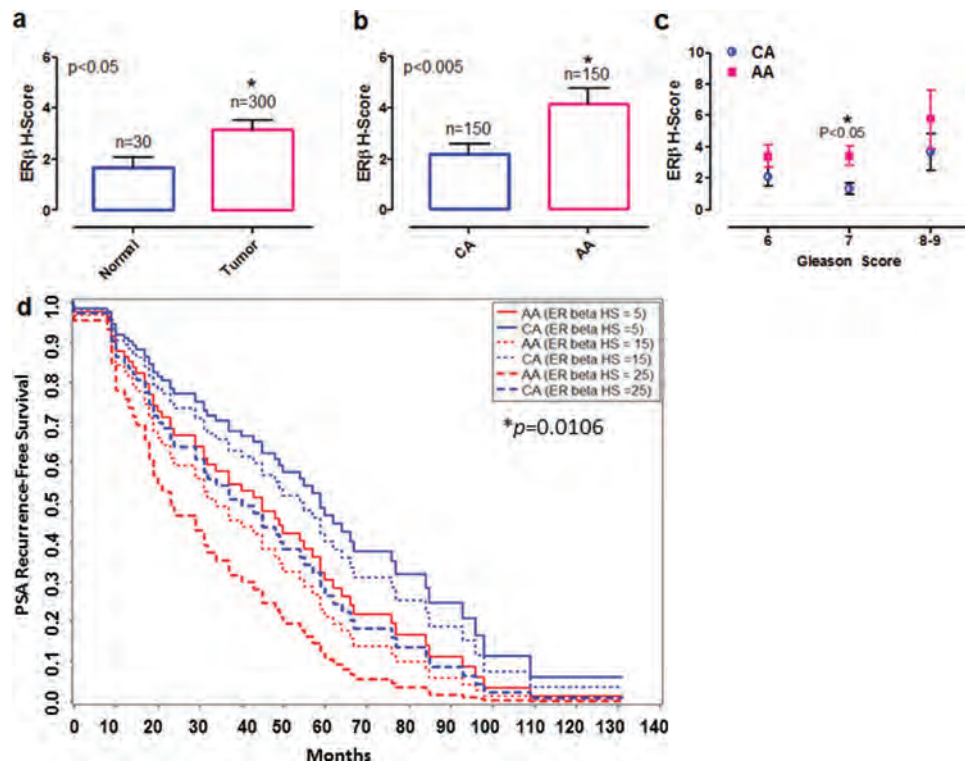 a
ERβ H-Score
6
4
2
0
p<0.05
n=30
*
n=300
Normal
Tumor
b
ERβ H-Score
6
4
2
0
p<0.005
n=150
*
n=150
CA
AA
c
ERβ H-Score
10
8
6
4
2
0
CA
AA
*
P<0.05
6
7
8-9
Gleason Score
d
PSA Recurrence-Free Survival
1.0
0.9
0.8
0.7
0.6
0.5
0.4
0.3
0.2
0.1
0.0
AA (ER beta HS = 5)
CA (ER beta HS =5)
AA (ER beta HS = 15)
CA (ER beta HS =15)
AA (ER beta HS = 25)
CA (ER beta HS =25)
*p=0.0106
0 10 20 30 40 50 60 70 80 90 100 110 120 130 140
Months